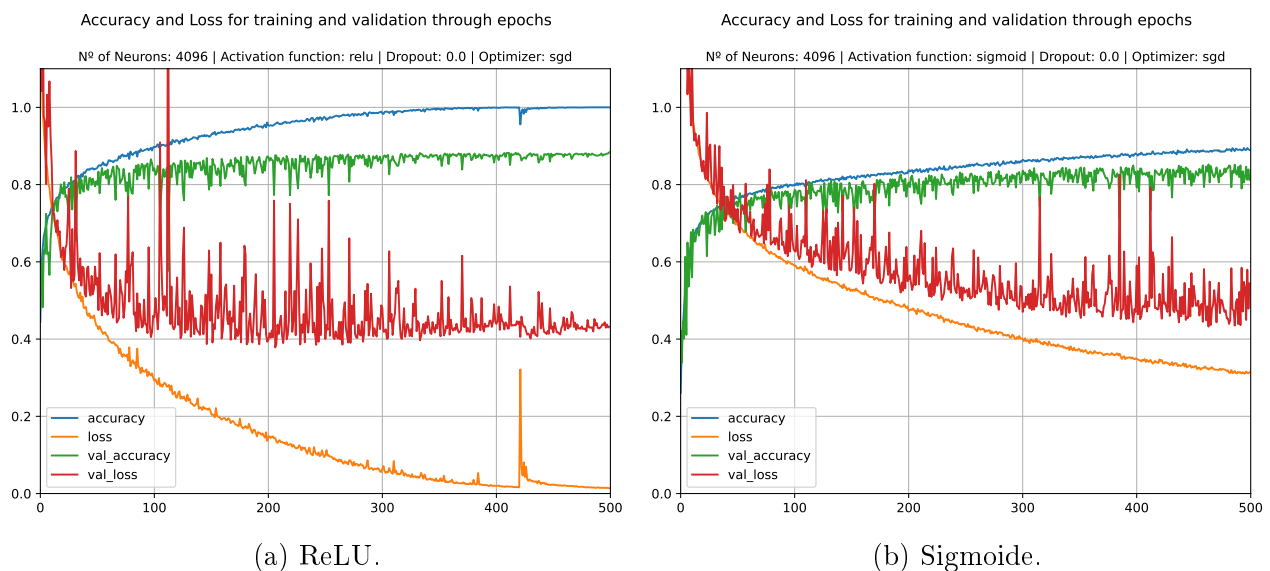 Accuracy and Loss for training and validation through epochs
Nº of Neurons: 4096 | Activation function: relu | Dropout: 0.0 | Optimizer: sgd
1.0
0.8
0.6
0.4
0.2
0.0
0 100 200 300 400 500
accuracy
loss
val_accuracy
val_loss
(a) ReLU.
Accuracy and Loss for training and validation through epochs
Nº of Neurons: 4096 | Activation function: sigmoid | Dropout: 0.0 | Optimizer: sgd
1.0
0.8
0.6
0.4
0.2
0.0
0 100 200 300 400 500
accuracy
loss
val_accuracy
val_loss
(b) Sigmoide.